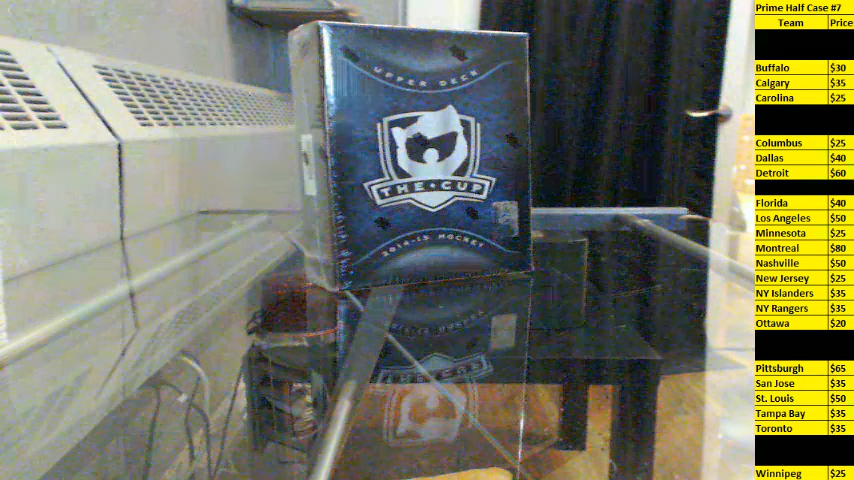 UPPER DECK
THE • CUP
2014-15 HOCKEY
Prime Half Case #7
Team Price
Buffalo $30
Calgary $35
Carolina $25
Columbus $25
Dallas $40
Detroit $60
Florida $40
Los Angeles $50
Minnesota $25
Montreal $80
Nashville $50
New Jersey $25
NY Islanders $35
NY Rangers $35
Ottawa $20
Pittsburgh $65
San Jose $35
St. Louis $50
Tampa Bay $35
Toronto $35
Winnipeg $25